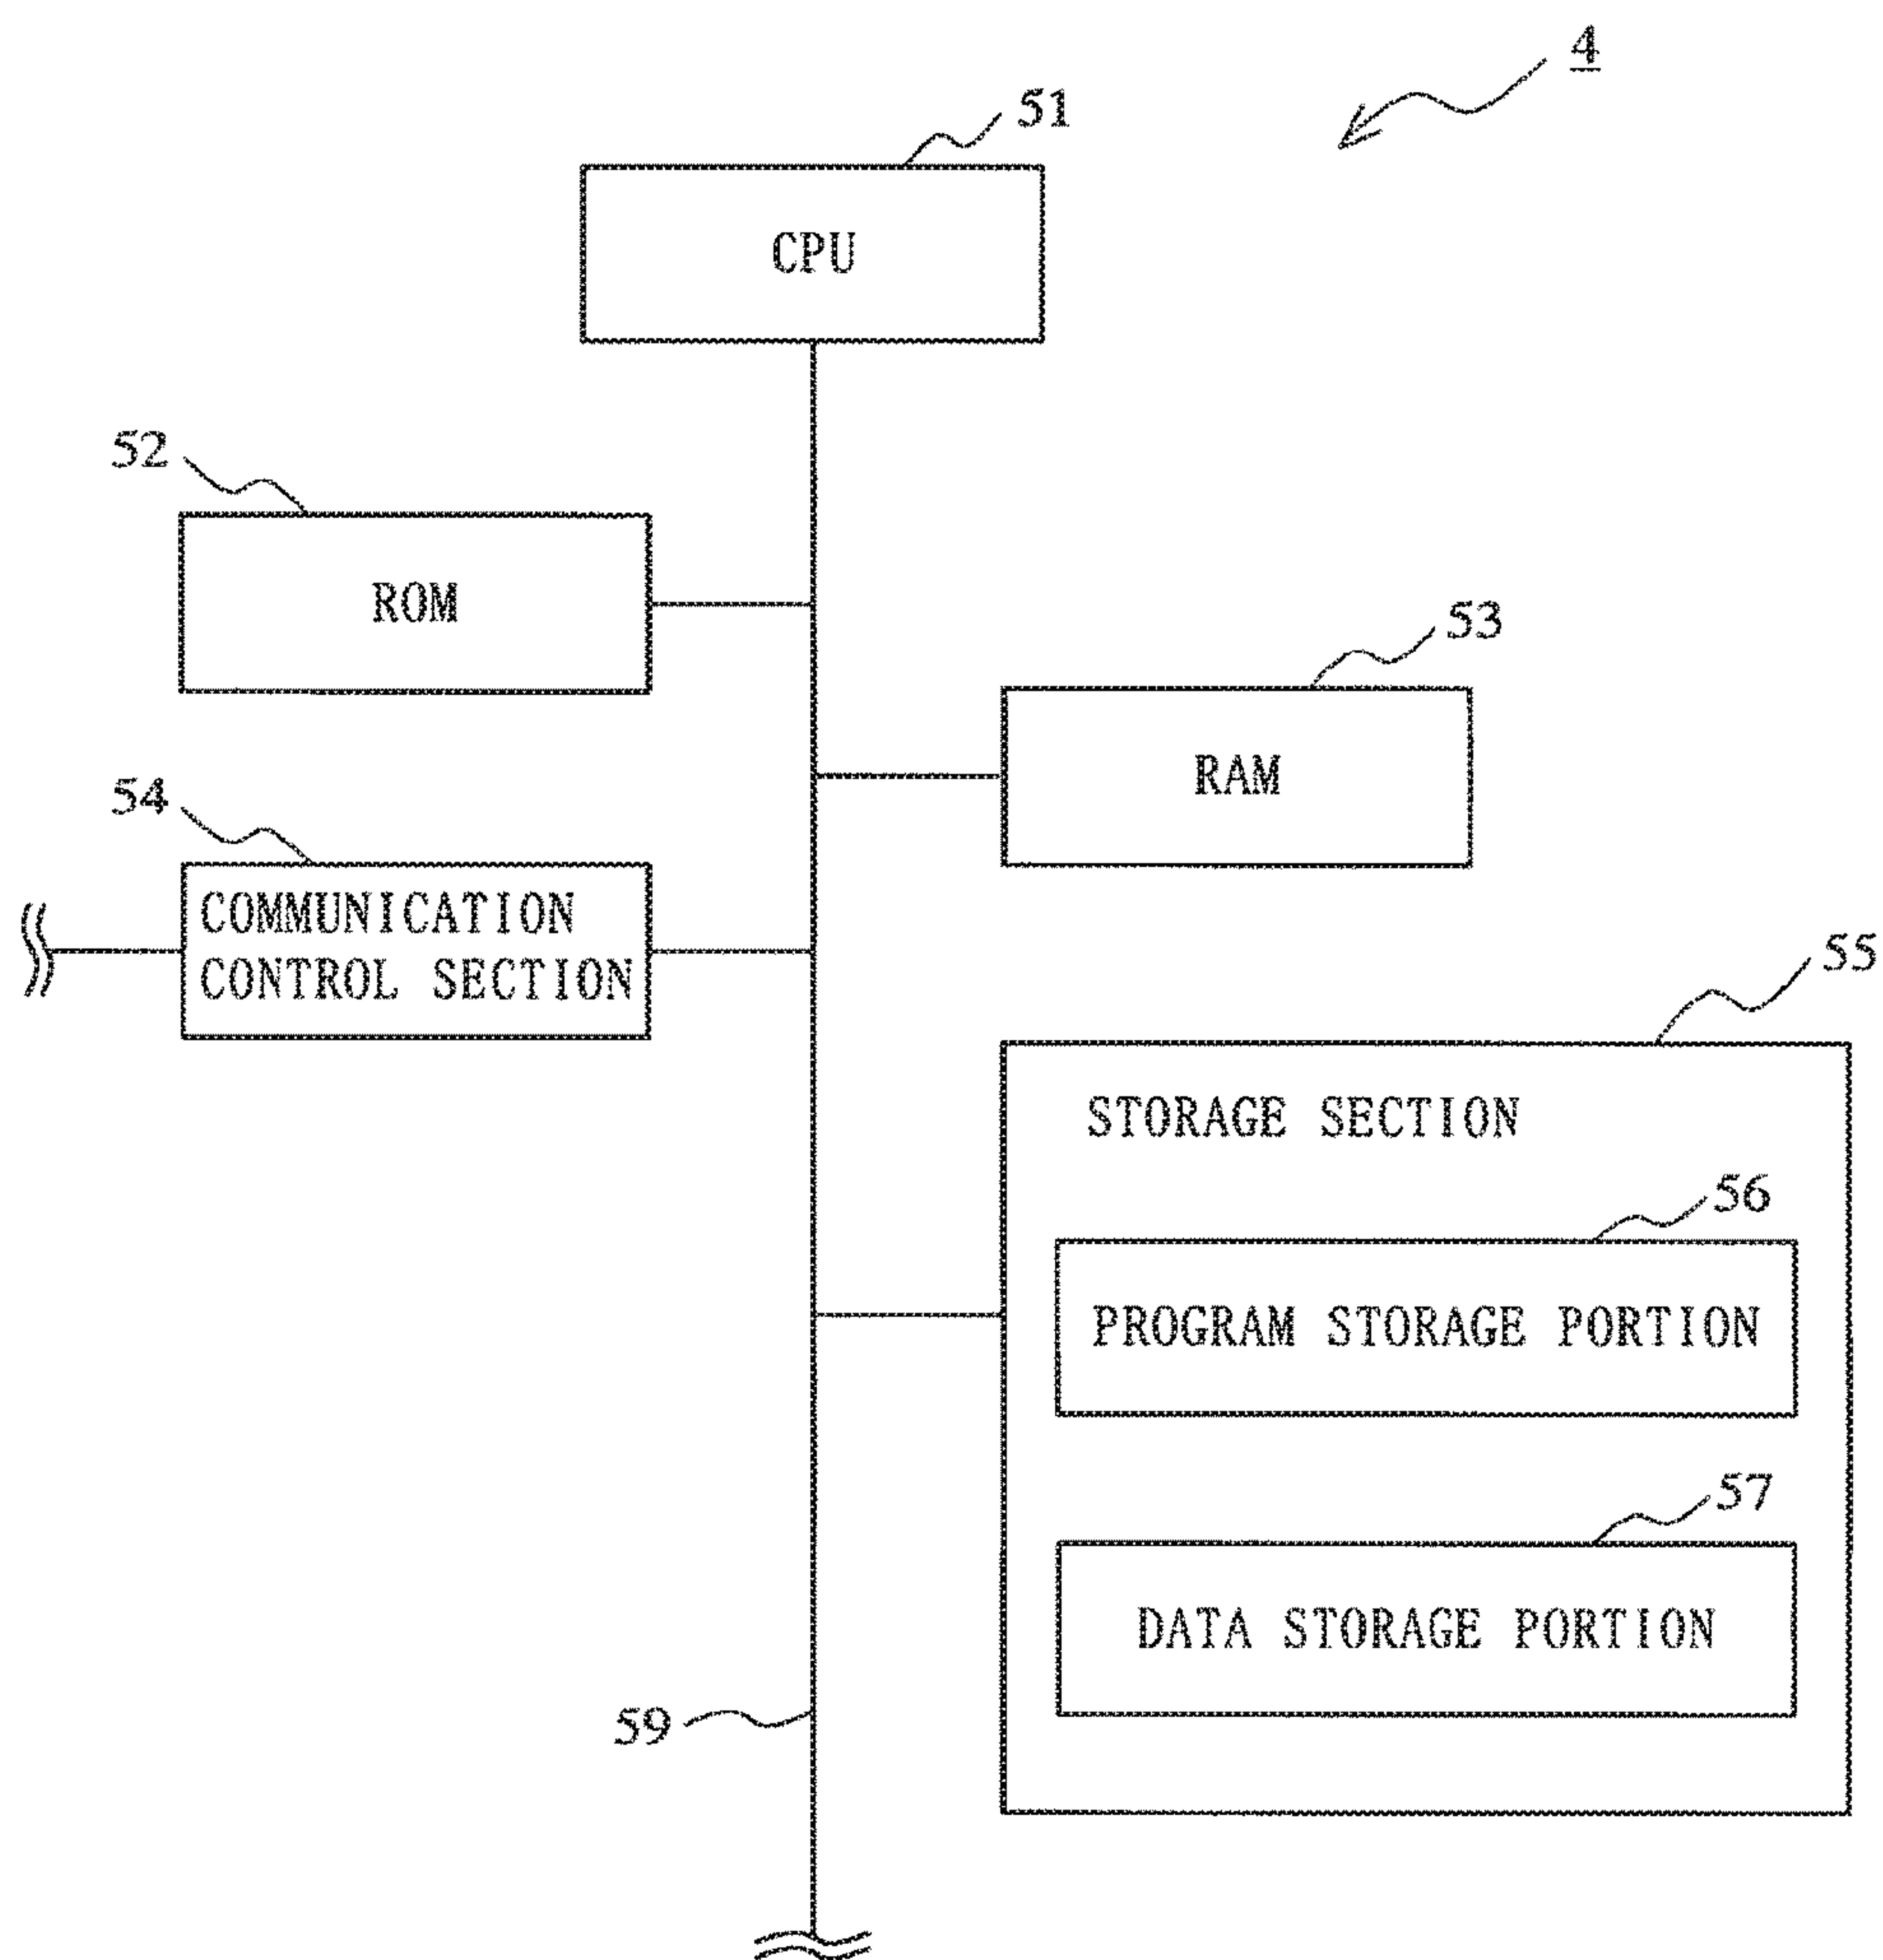 4
51
CPU
52
ROM
53
RAM
54
COMMUNICATION
CONTROL SECTION
55
STORAGE SECTION
56
PROGRAM STORAGE PORTION
57
DATA STORAGE PORTION
59